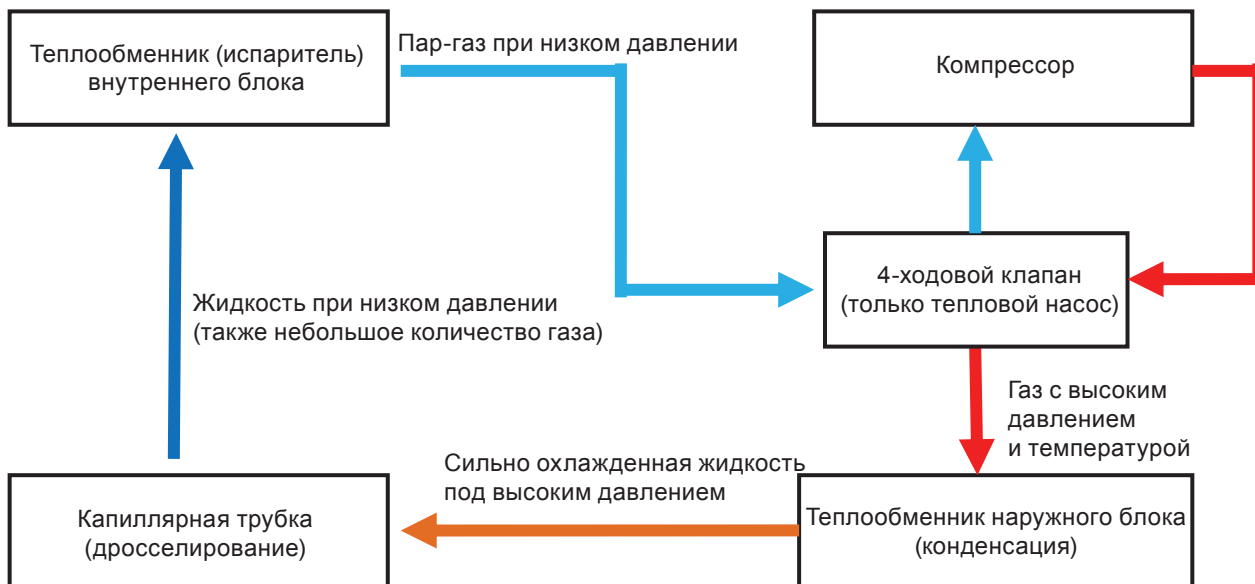 Теплообменник (испаритель)
внутреннего блока
Пар-газ при низком давлении
Компрессор
4-ходовой клапан
(только тепловой насос)
Жидкость при низком давлении
(также небольшое количество газа)
Газ с высоким
давлением
и температурой
Сильно охлажденная жидкость
под высоким давлением
Капиллярная трубка
(дросселирование)
Теплообменник наружного блока
(конденсация)